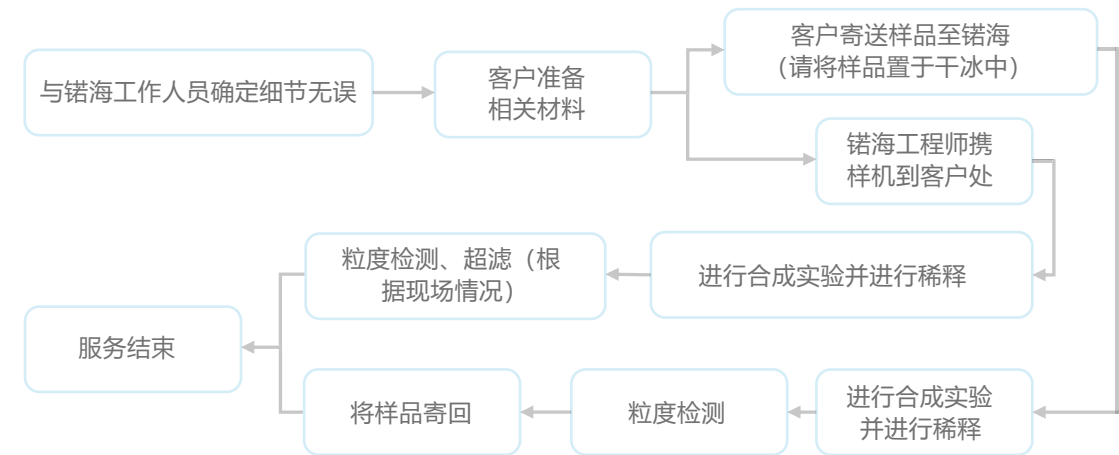 与锘海工作人员确定细节无误
客户准备
相关材料
客户寄送样品至锘海
（请将样品置于干冰中）
锘海工程师携
样机到客户处
进行合成实验并进行稀释
粒度检测、超滤（根
据现场情况）
服务结束
进行合成实验
并进行稀释
粒度检测
将样品寄回